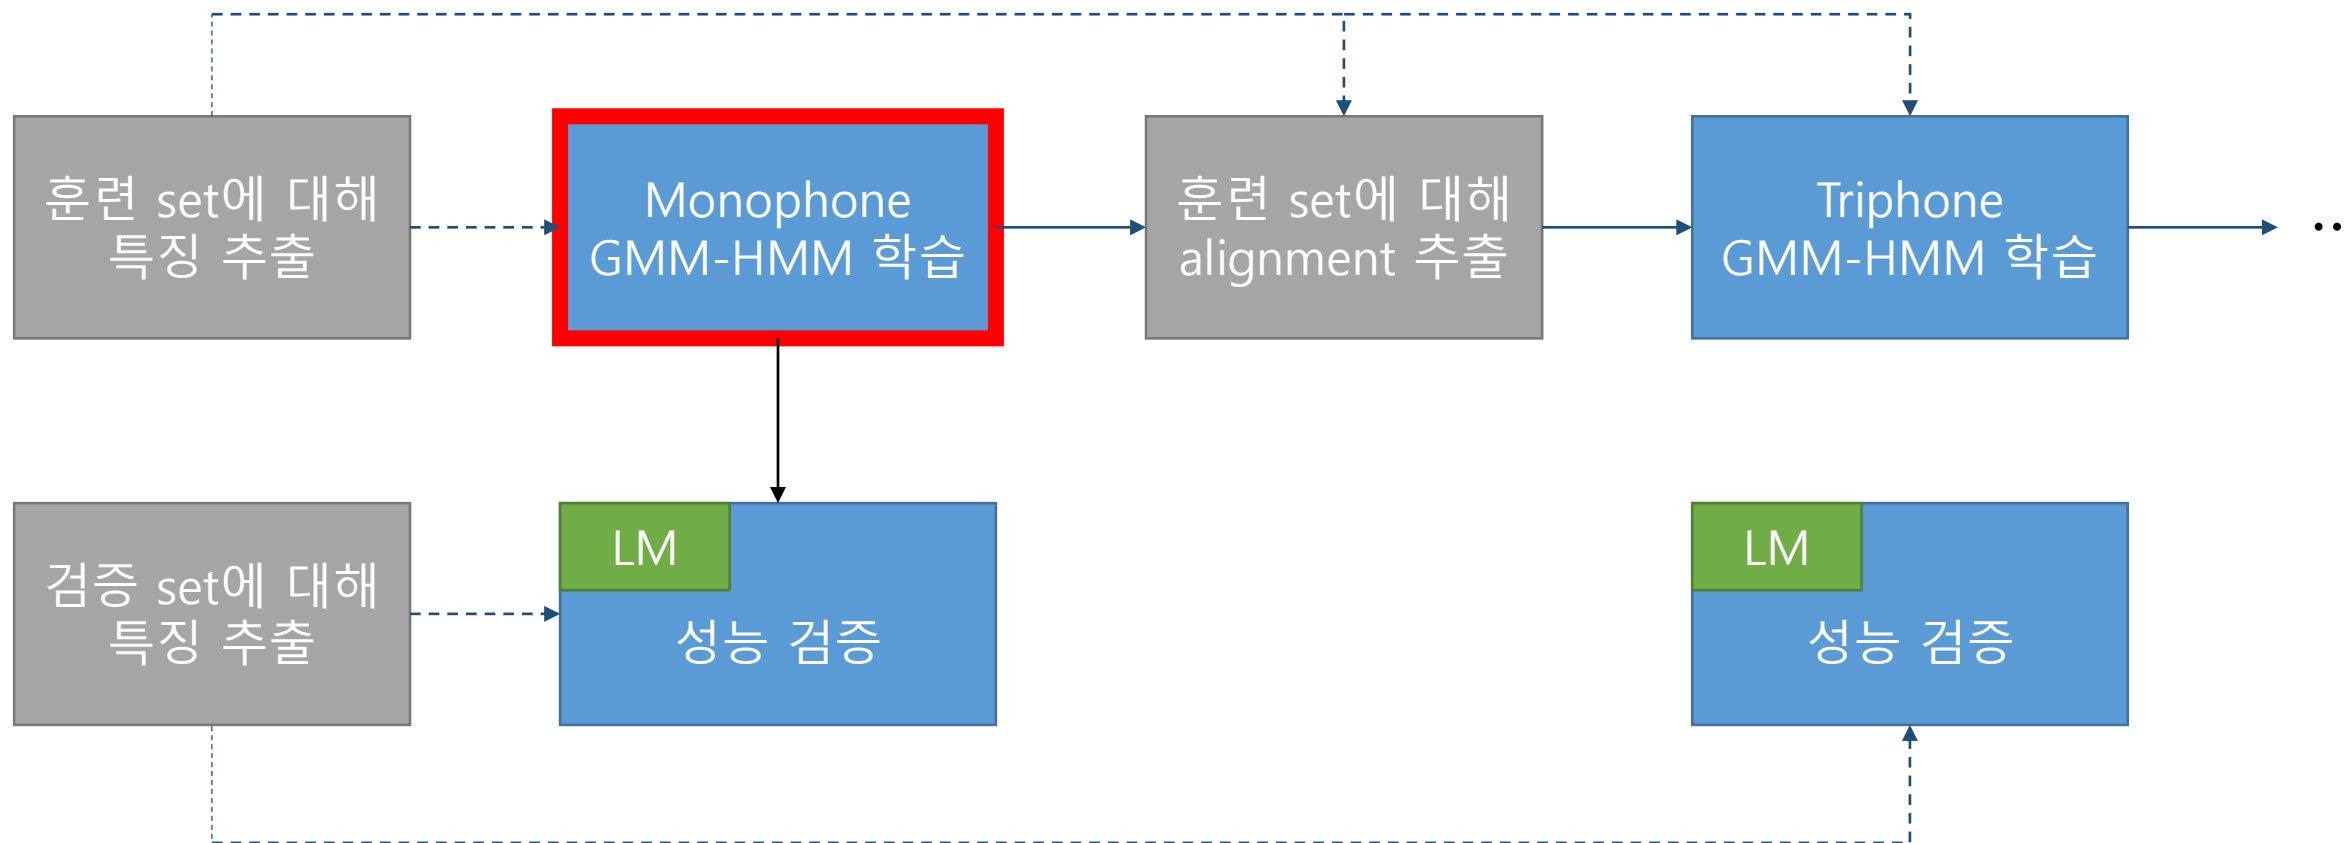 훈련 set에 대해
특징 추출
Monophone
GMM-HMM 학습
훈련 set에 대해
alignment 추출
Triphone
GMM-HMM 학습
..
검증 set에 대해
특징 추출
LM
성능 검증
LM
성능 검증